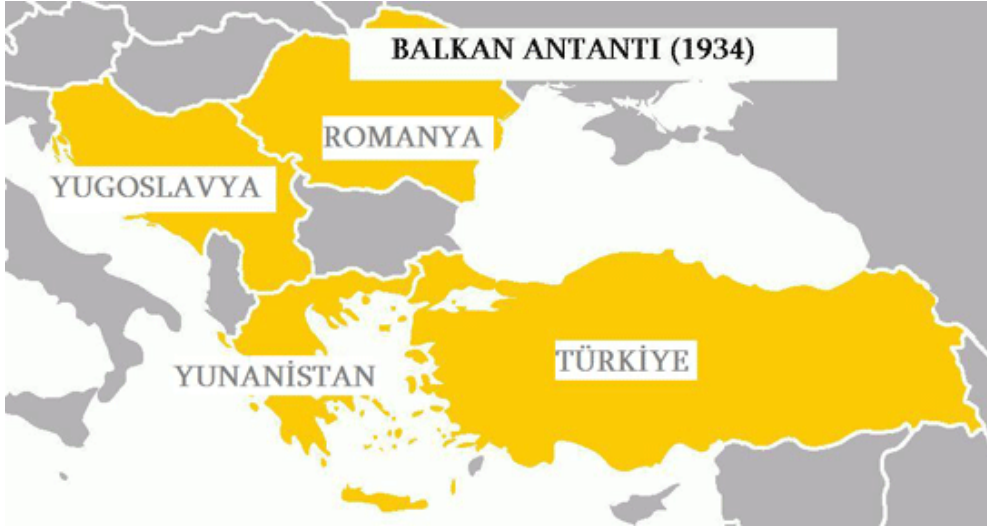 BALKAN ANTANTI (1934)
ROMANYA
YUGOSLAVYA
YUNANİSTAN
TÜRKİYE